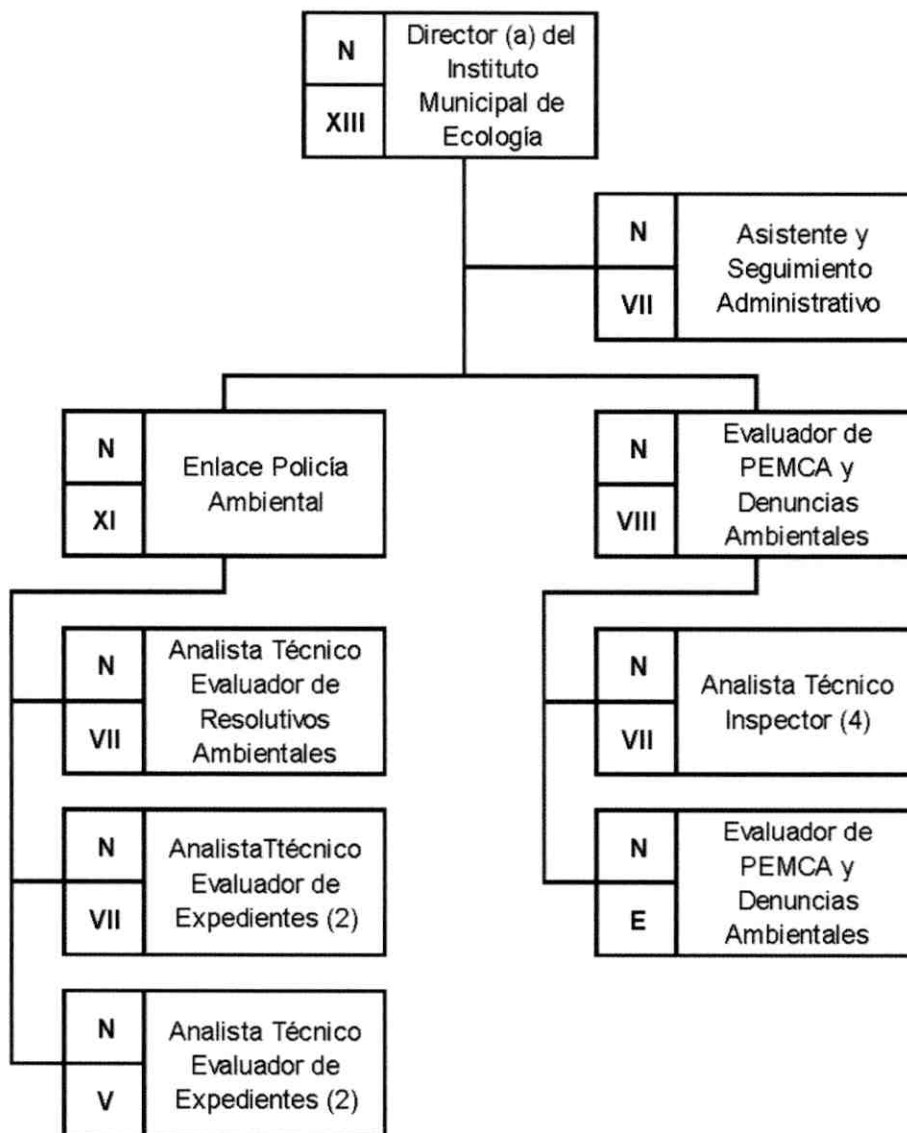 N
XIII
Director (a) del
Instituto
Municipal de
Ecología
N
VII
Asistente y
Seguimiento
Administrativo
N
XI
Enlace Policía
Ambiental
N
VIII
Evaluador de
PEMCA y
Denuncias
Ambientales
N
VII
Analista Técnico
Evaluador de
Resolutivos
Ambientales
N
VII
Analista Técnico
Inspector (4)
N
VII
AnalistaTtécnico
Evaluador de
Expedientes (2)
N
E
Evaluador de
PEMCA y
Denuncias
Ambientales
N
V
Analista Técnico
Evaluador de
Expedientes (2)